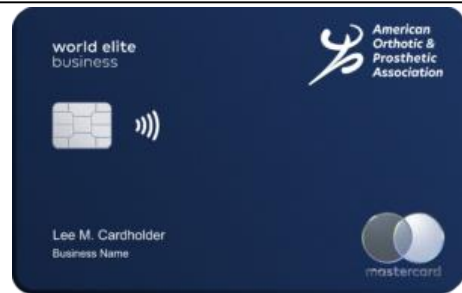 world elite
business
American
Orthotic &
Prosthetic
Association
Lee M. Cardholder
Business Name
mastercard